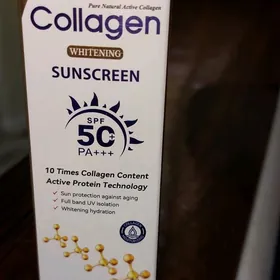 Pure Natural Active Collagen
Collagen
WHITENING
SUNSCREEN
SPF
50+
PA+++
10 Times Collagen Content
Active Protein Technology
✓ Sun protection against aging
✓ Full band UV isolation
✓ Whitening hydration